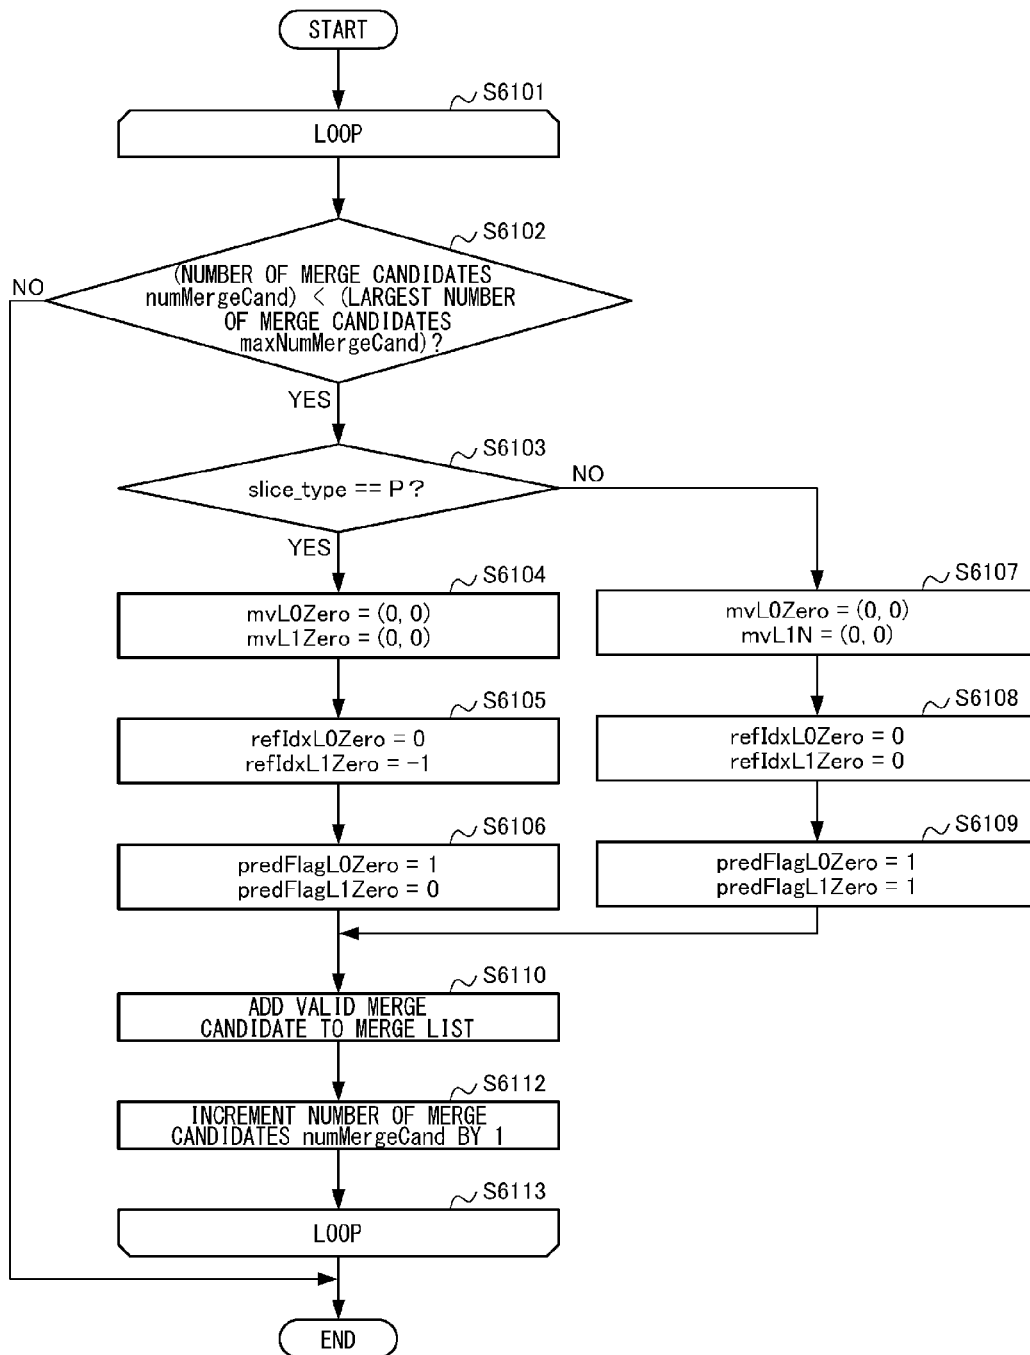 START
S6101
LOOP
S6102
(NUMBER OF MERGE CANDIDATES
numMergeCand) < (LARGEST NUMBER
OF MERGE CANDIDATES
maxNumMergeCand)?
NO
YES
S6103
slice_type == P?
NO
YES
S6104
mvL0Zero = (0, 0)
mvL1Zero = (0, 0)
S6107
mvL0Zero = (0, 0)
mvL1N = (0, 0)
S6105
refIdxL0Zero = 0
refIdxL1Zero = -1
S6108
refIdxL0Zero = 0
refIdxL1Zero = 0
S6106
predFlagL0Zero = 1
predFlagL1Zero = 0
S6109
predFlagL0Zero = 1
predFlagL1Zero = 1
S6110
ADD VALID MERGE
CANDIDATE TO MERGE LIST
S6112
INCREMENT NUMBER OF MERGE
CANDIDATES numMergeCand BY 1
S6113
LOOP
END